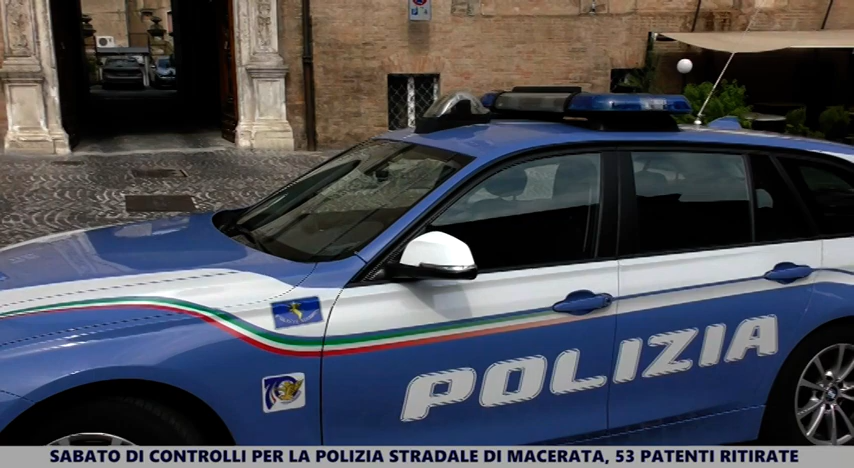 POLIZIA
SABATO DI CONTROLLI PER LA POLIZIA STRADALE DI MACERATA, 53 PATENTI RITIRATE